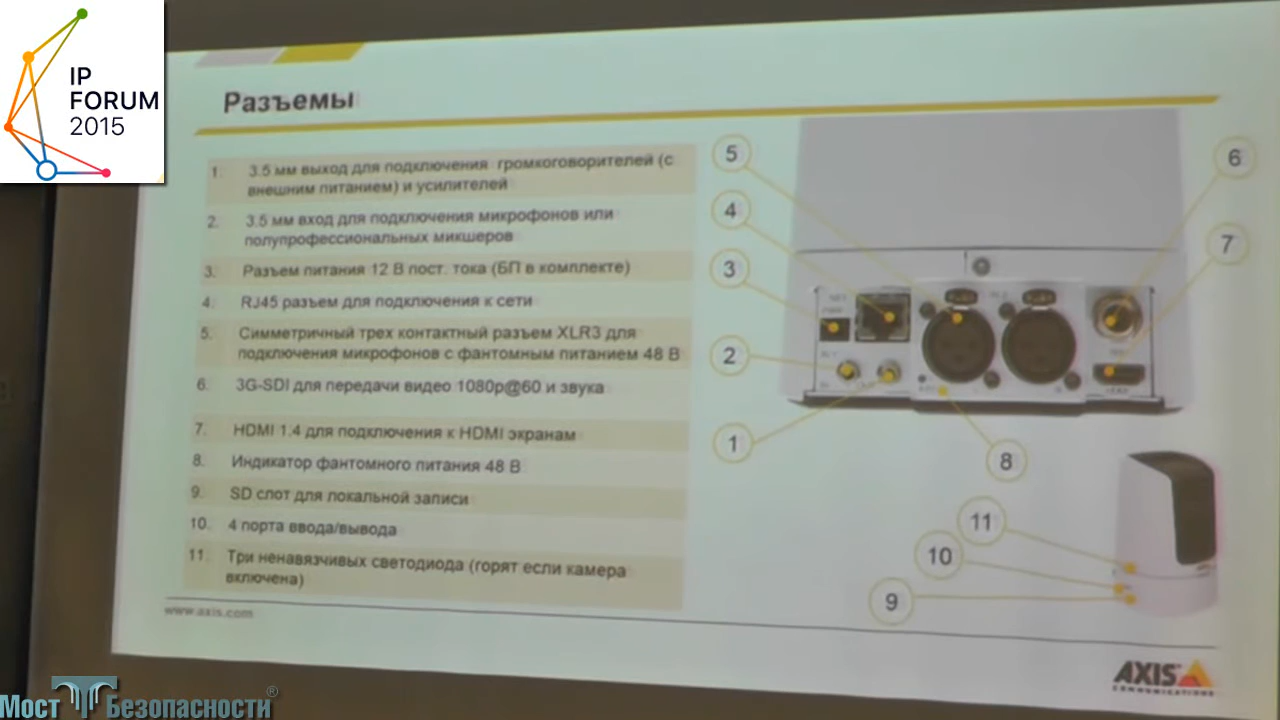 IP
FORUM
2015
Разъемы
1. 3.5 мм выход для подключения громкоговорителей (с
внешним питанием) и усилителей
2. 3.5 мм вход для подключения микрофонов или
полупрофессиональных микшеров
3. Разъем питания 12 В пост. тока (БП в комплекте)
4. RJ45 разъем для подключения к сети
5. Симметричный трех контактный разъем XLR3 для
подключения микрофонов с фантомным питанием 48 В
6. 3G-SDI для передачи видео 1080p@60 и звука
7. HDMI 1.4 для подключения к HDMI экранам
8. Индикатор фантомного питания 48 В
9. SD слот для локальной записи
10. 4 порта ввода/вывода
11. Три ненавязчивых светодиода (горят если камера
включена)
5
4
3
2
1
6
7
8
11
10
9
www.axis.com
AXIS
COMMUNICATIONS
Мост Безопасности®